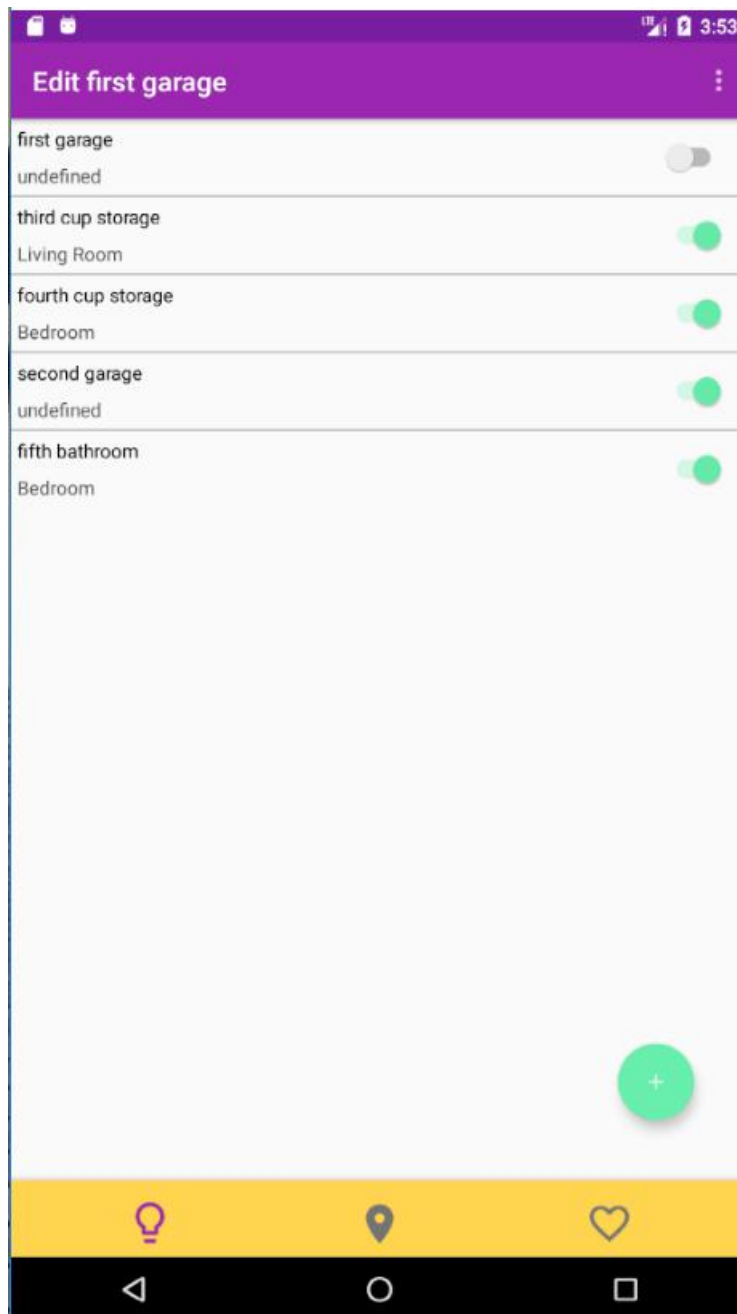 LTE 3:53
Edit first garage
first garage
undefined
third cup storage
Living Room
fourth cup storage
Bedroom
second garage
undefined
fifth bathroom
Bedroom
+